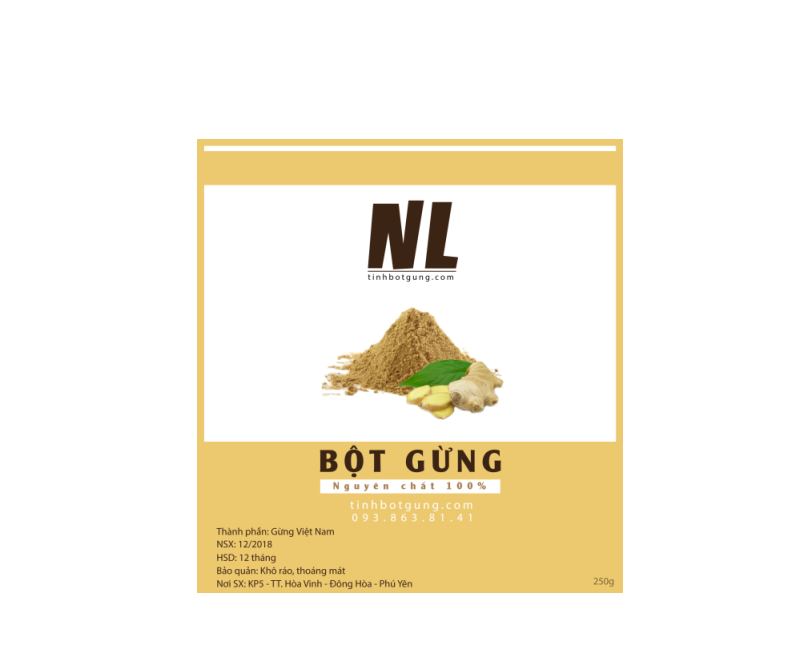 NL
tinhbotgung.com
BỘT GỪNG
Nguyên chất 100%
tinhbotgung.com
093.863.81.41
Thành phần: Gừng Việt Nam
NSX: 12/2018
HSD: 12 tháng
Bảo quản: Khô ráo, thoáng mát
Nơi SX: KP5 - TT. Hòa Vinh - Đông Hòa - Phú Yên
250g